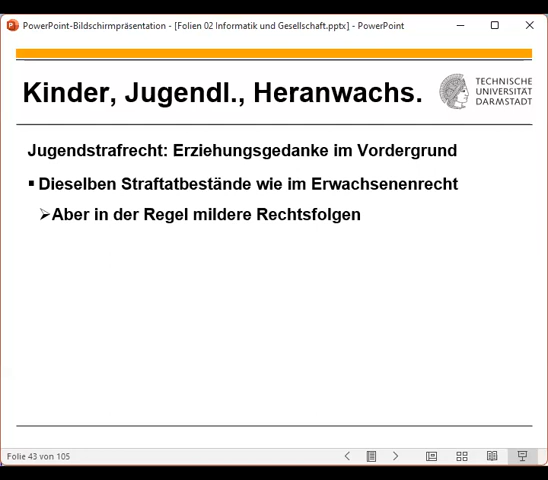 PowerPoint-Bildschirmpräsentation - [Folien 02 Informatik und Gesellschaft.pptx] - PowerPoint
Kinder, Jugendl., Heranwachs.
TECHNISCHE
UNIVERSITÄT
DARMSTADT
Jugendstrafrecht: Erziehungsgedanke im Vordergrund
▪ Dieselben Straftatbestände wie im Erwachsenenrecht
➢ Aber in der Regel mildere Rechtsfolgen
Folie 43 von 105